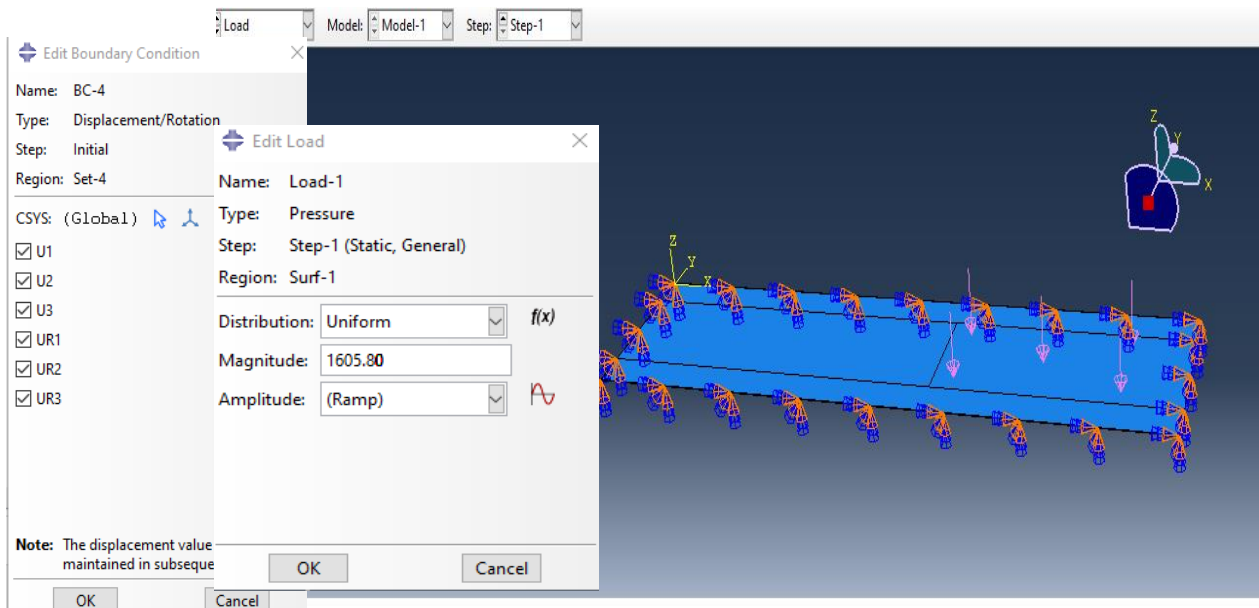 Load Model: Model-1 Step: Step-1
Edit Boundary Condition
Name: BC-4
Type: Displacement/Rotation
Step: Initial
Region: Set-4
CSYS: (Global)
U1
U2
U3
UR1
UR2
UR3
Note: The displacement value
maintained in subseque
OK Cancel
Edit Load
Name: Load-1
Type: Pressure
Step: Step-1 (Static, General)
Region: Surf-1
Distribution: Uniform f(x)
Magnitude: 1605.80
Amplitude: (Ramp)
OK Cancel
Z
Y
X
Z
Y
X